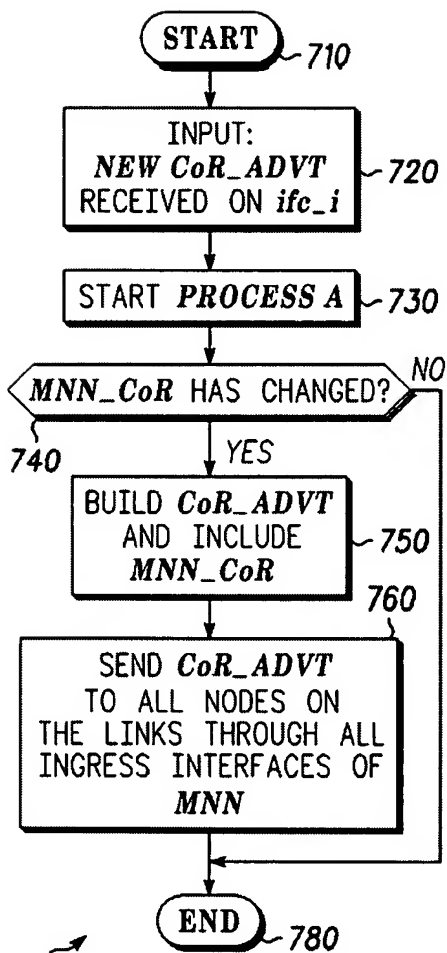 START
710
INPUT:
NEW CoR_ADVT
RECEIVED ON ifc_i
720
START PROCESS A
730
MNN_CoR HAS CHANGED?
NO
740
YES
BUILD CoR_ADVT
AND INCLUDE
MNN_CoR
750
760
SEND CoR_ADVT
TO ALL NODES ON
THE LINKS THROUGH ALL
INGRESS INTERFACES OF
MNN
END
780